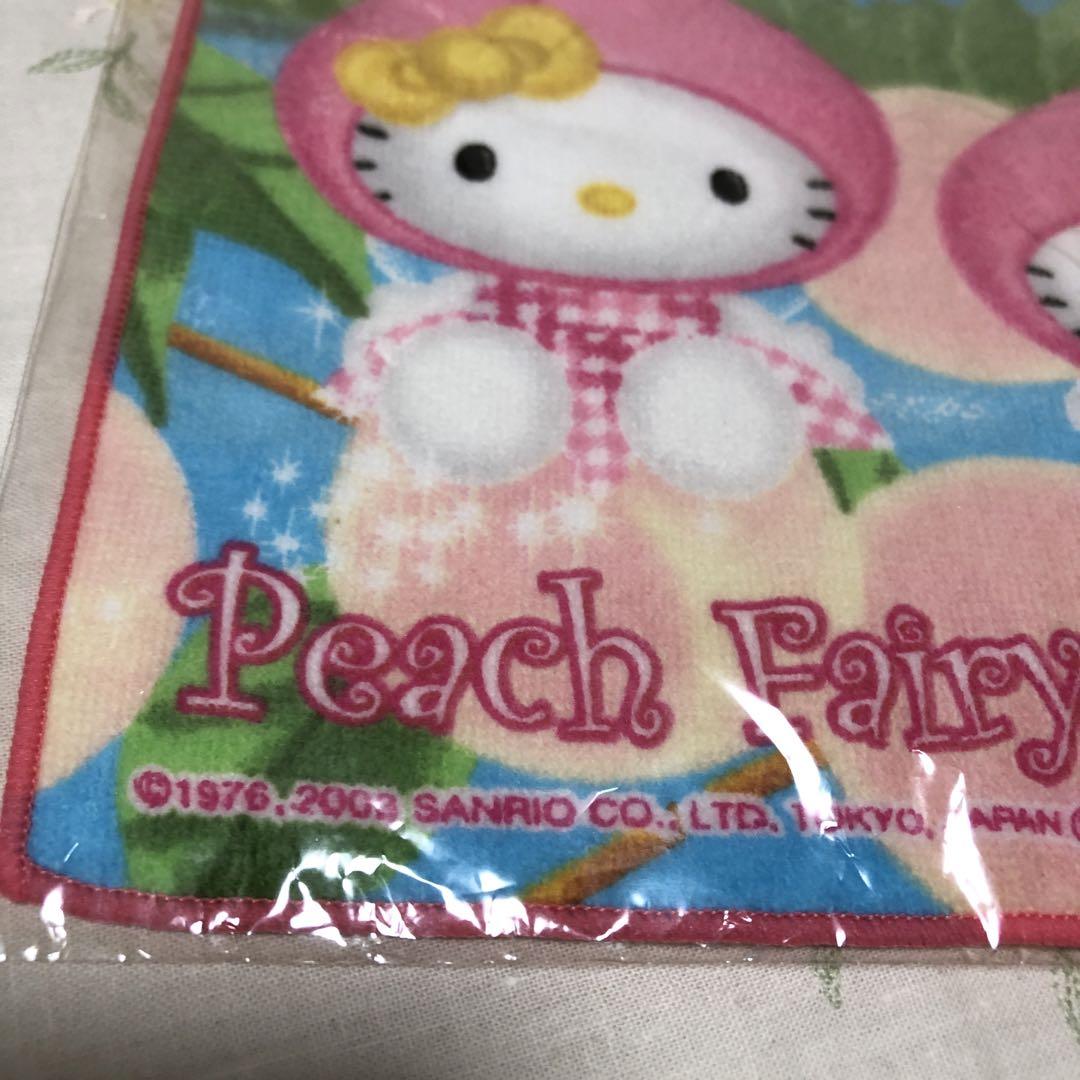 Peach Fairy
©1976, 2003 SANRIO CO., LTD. TOKYO, JAPAN